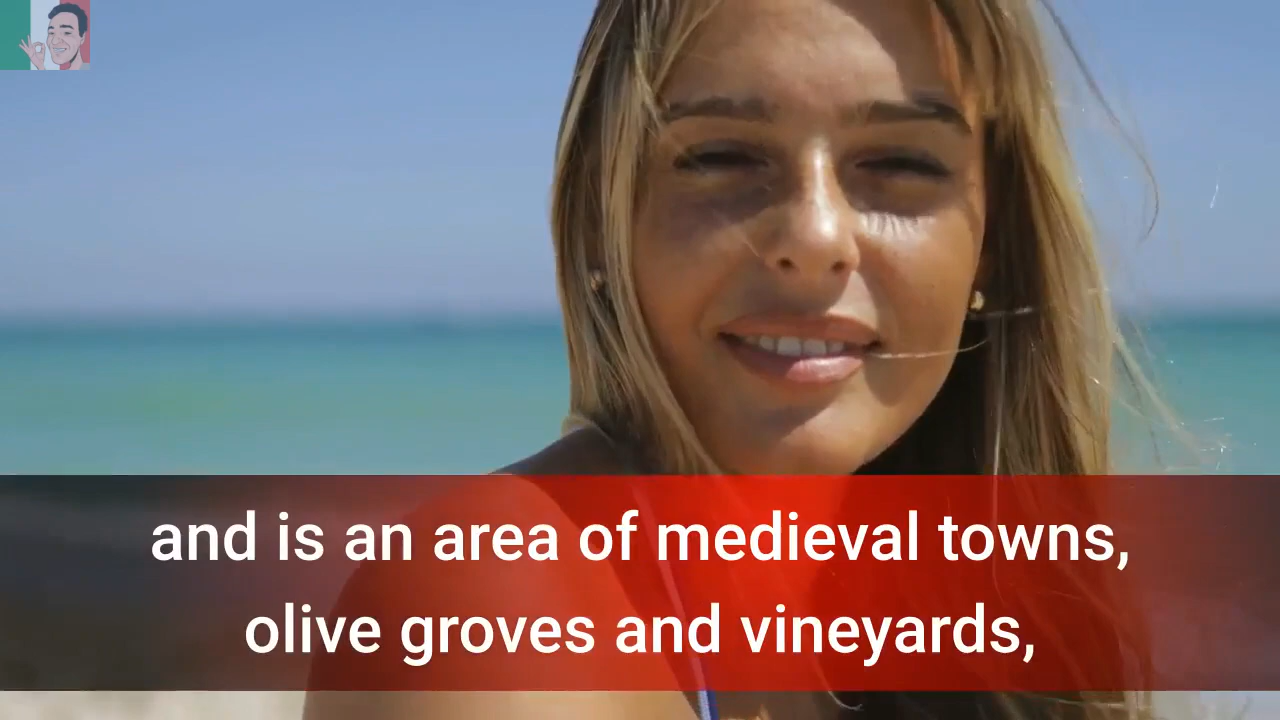 and is an area of medieval towns,
olive groves and vineyards,